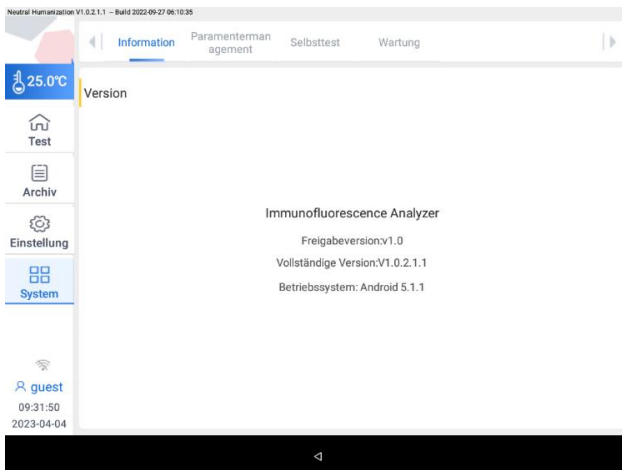 Neutral Humanization V1.0.2.1.1 -- Build 2022-09-27 06:10:35
Information
Paramenterman
agement
Selbsttest
Wartung
25.0℃
Version
Test
Archiv
Einstellung
System
Immunofluorescence Analyzer
Freigabeversion:v1.0
Vollständige Version:V1.0.2.1.1
Betriebssystem: Android 5.1.1
guest
09:31:50
2023-04-04